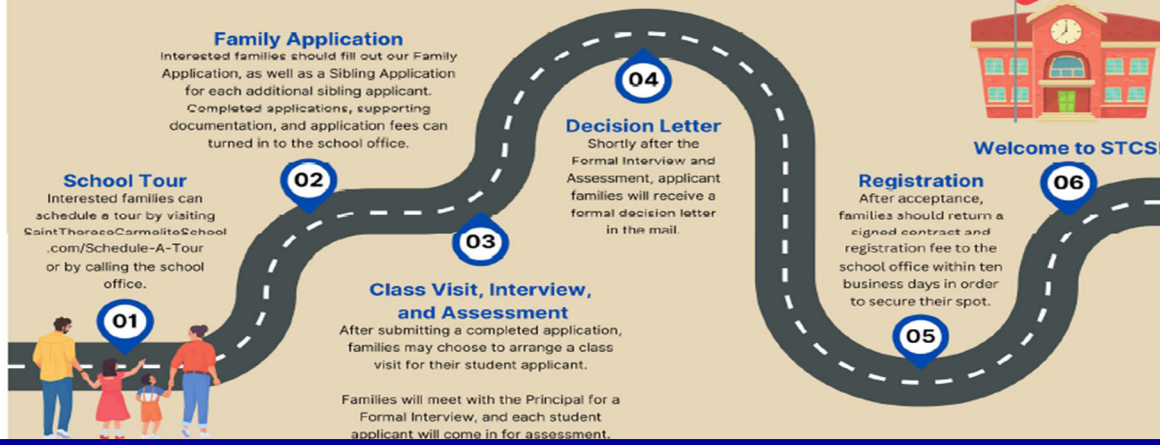 School Tour
Interested families can
schedule a tour by visiting
SaintThereseCarmeliteSchool
.com/Schedule-A-Tour
or by calling the school
office.
01
Family Application
Interested families should fill out our Family
Application, as well as a Sibling Application
for each additional sibling applicant.
Completed applications, supporting
documentation, and application fees can
turned in to the school office.
02
03
Class Visit, Interview,
and Assessment
After submitting a completed application,
families may choose to arrange a class
visit for their student applicant.
Families will meet with the Principal for a
Formal Interview, and each student
applicant will come in for assessment.
04
Decision Letter
Shortly after the
Formal Interview and
Assessment, applicant
families will receive a
formal decision letter
in the mail.
Registration
After acceptance,
families should return a
signed contract and
registration fee to the
school office within ten
business days in order
to secure their spot.
05
Welcome to STCS!
06